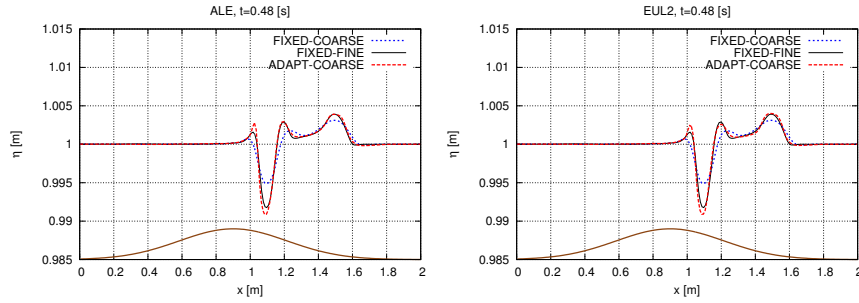 ALE, t=0.48 [s]
FIXED-COARSE
FIXED-FINE
ADAPT-COARSE
1.015
1.01
1.005
1
0.995
0.99
0.985
η [m]
0 0.2 0.4 0.6 0.8 1 1.2 1.4 1.6 1.8 2
x [m]
EUL2, t=0.48 [s]
FIXED-COARSE
FIXED-FINE
ADAPT-COARSE
1.015
1.01
1.005
1
0.995
0.99
0.985
η [m]
0 0.2 0.4 0.6 0.8 1 1.2 1.4 1.6 1.8 2
x [m]